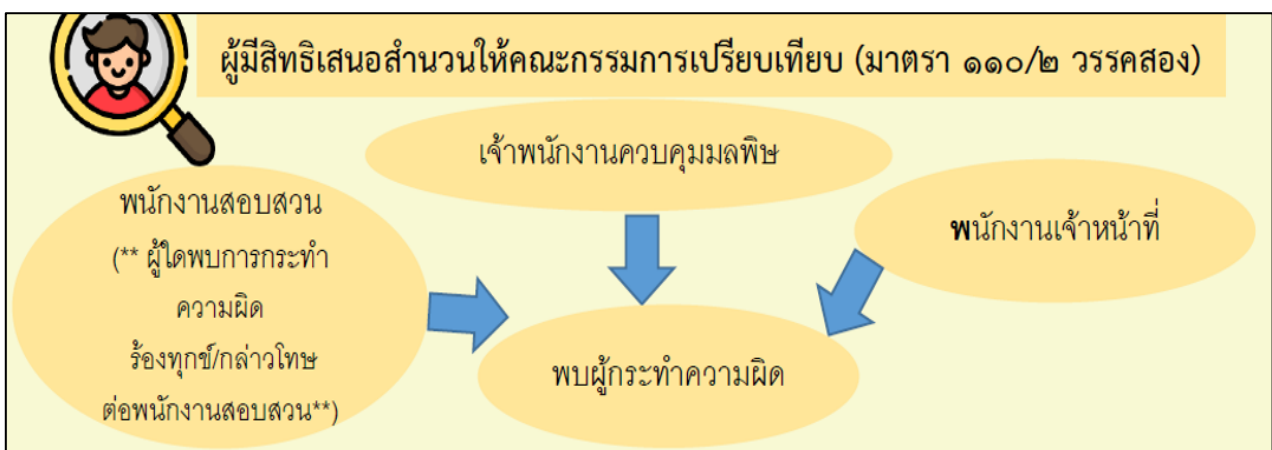 ผู้มีสิทธิเสนอสำนวนให้คณะกรรมการเปรียบเทียบ (มาตรา ๑๑๐/๒ วรรคสอง)
เจ้าพนักงานควบคุมมลพิษ
พนักงานสอบสวน
(** ผู้ใดพบการกระทำ
ความผิด
ร้องทุกข์/กล่าวโทษ
ต่อพนักงานสอบสวน**)
พนักงานเจ้าหน้าที่
พบผู้กระทำความผิด